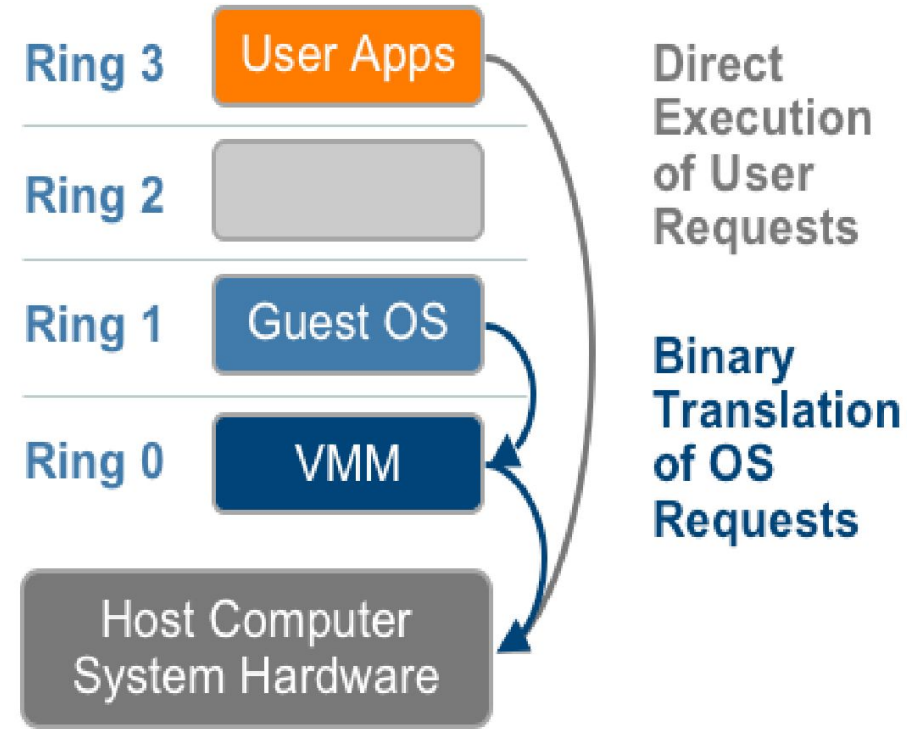 Ring 3
User Apps
Direct
Execution
of User
Requests
Ring 2
Ring 1
Guest OS
Binary
Translation
of OS
Requests
Ring 0
VMM
Host Computer
System Hardware